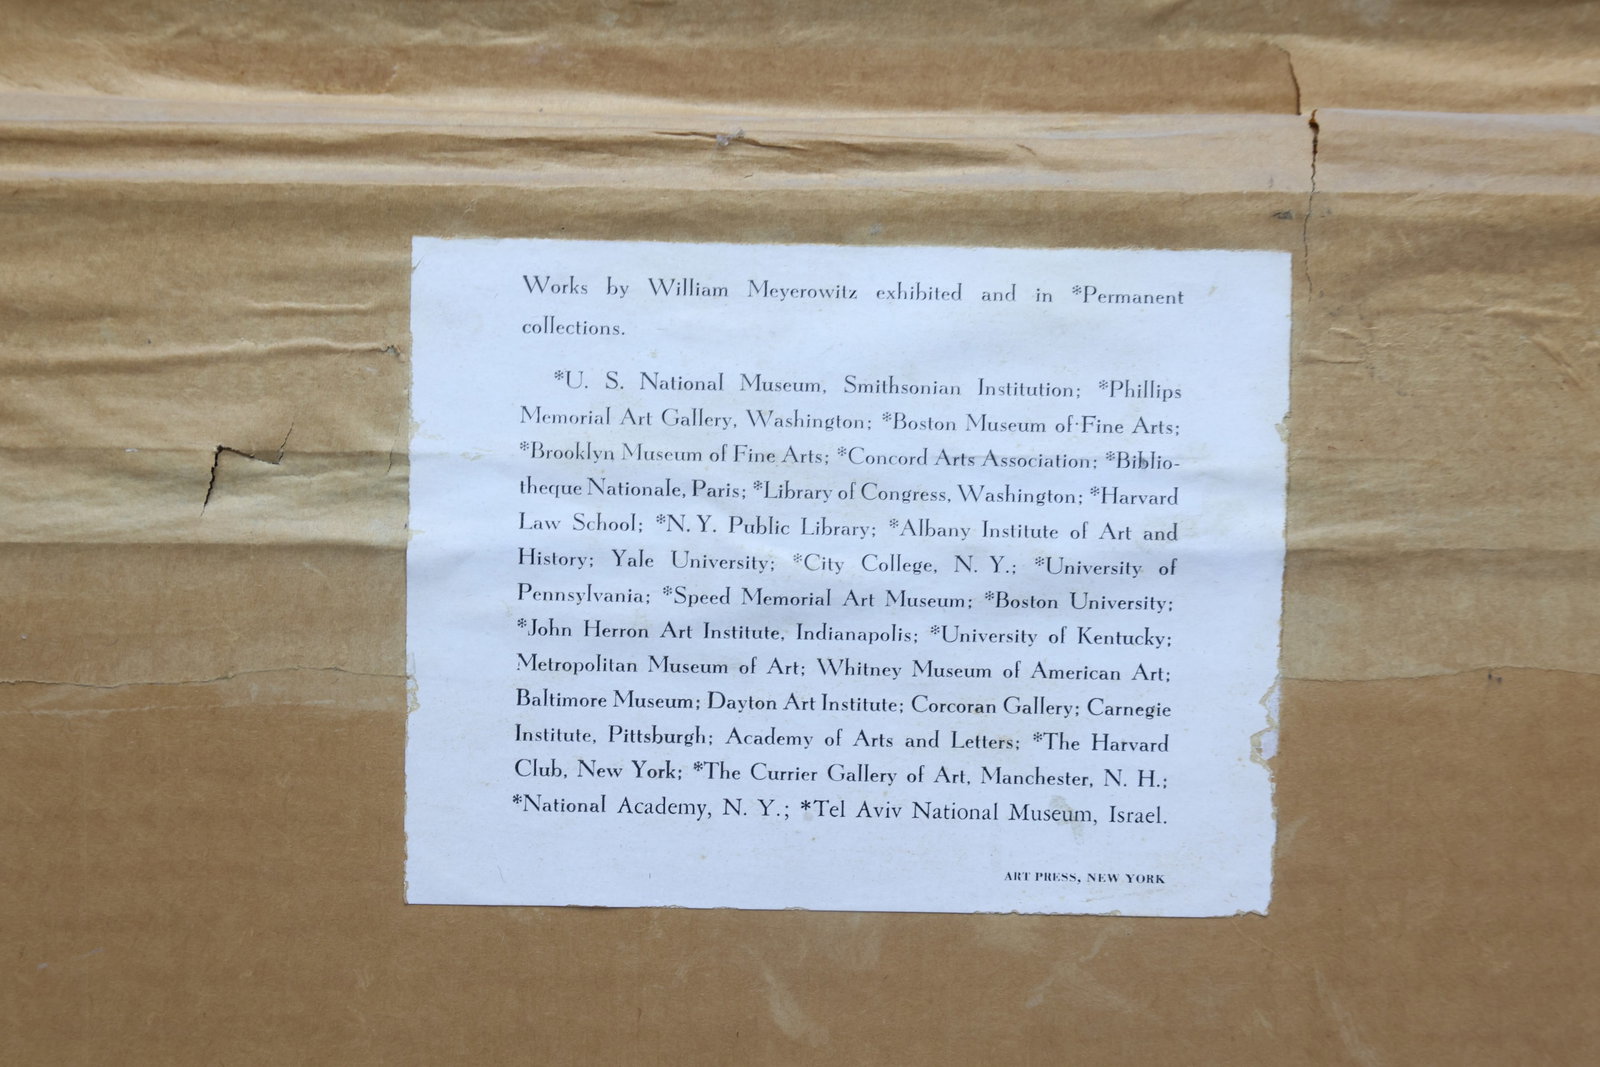 Works by William Meyerowitz exhibited and in *Permanent
collections.
*U. S. National Museum, Smithsonian Institution; *Phillips
Memorial Art Gallery, Washington; *Boston Museum of Fine Arts;
*Brooklyn Museum of Fine Arts; *Concord Arts Association; *Biblio-
theque Nationale, Paris; *Library of Congress, Washington; *Harvard
Law School; *N. Y. Public Library; *Albany Institute of Art and
History; Yale University; *City College, N. Y.; *University of
Pennsylvania; *Speed Memorial Art Museum; *Boston University;
*John Herron Art Institute, Indianapolis; *University of Kentucky;
Metropolitan Museum of Art; Whitney Museum of American Art;
Baltimore Museum; Dayton Art Institute; Corcoran Gallery; Carnegie
Institute, Pittsburgh; Academy of Arts and Letters; *The Harvard
Club, New York; *The Currier Gallery of Art, Manchester, N. H.;
*National Academy, N. Y.; *Tel Aviv National Museum, Israel.
ART PRESS, NEW YORK